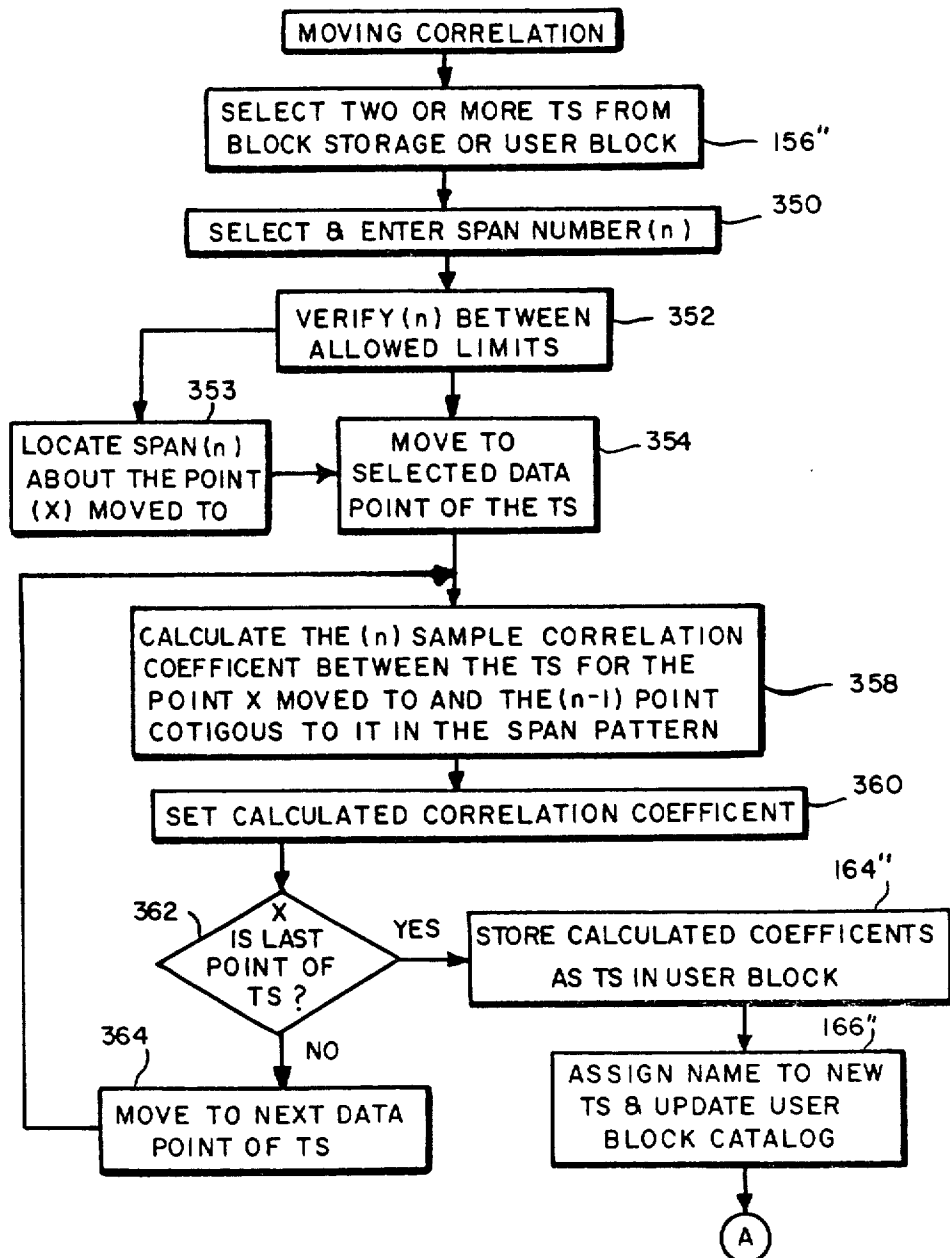 MOVING CORRELATION
SELECT TWO OR MORE TS FROM
BLOCK STORAGE OR USER BLOCK
156"
SELECT & ENTER SPAN NUMBER (n)
350
VERIFY (n) BETWEEN
ALLOWED LIMITS
352
353
LOCATE SPAN (n)
ABOUT THE POINT
(X) MOVED TO
MOVE TO
SELECTED DATA
POINT OF THE TS
354
CALCULATE THE (n) SAMPLE CORRELATION
COEFFICENT BETWEEN THE TS FOR THE
POINT X MOVED TO AND THE (n-1) POINT
COTIGOUS TO IT IN THE SPAN PATTERN
358
SET CALCULATED CORRELATION COEFFICENT
360
362
X
IS LAST
POINT OF
TS ?
YES
NO
164"
STORE CALCULATED COEFFICENTS
AS TS IN USER BLOCK
364
MOVE TO NEXT DATA
POINT OF TS
166"
ASSIGN NAME TO NEW
TS & UPDATE USER
BLOCK CATALOG
A